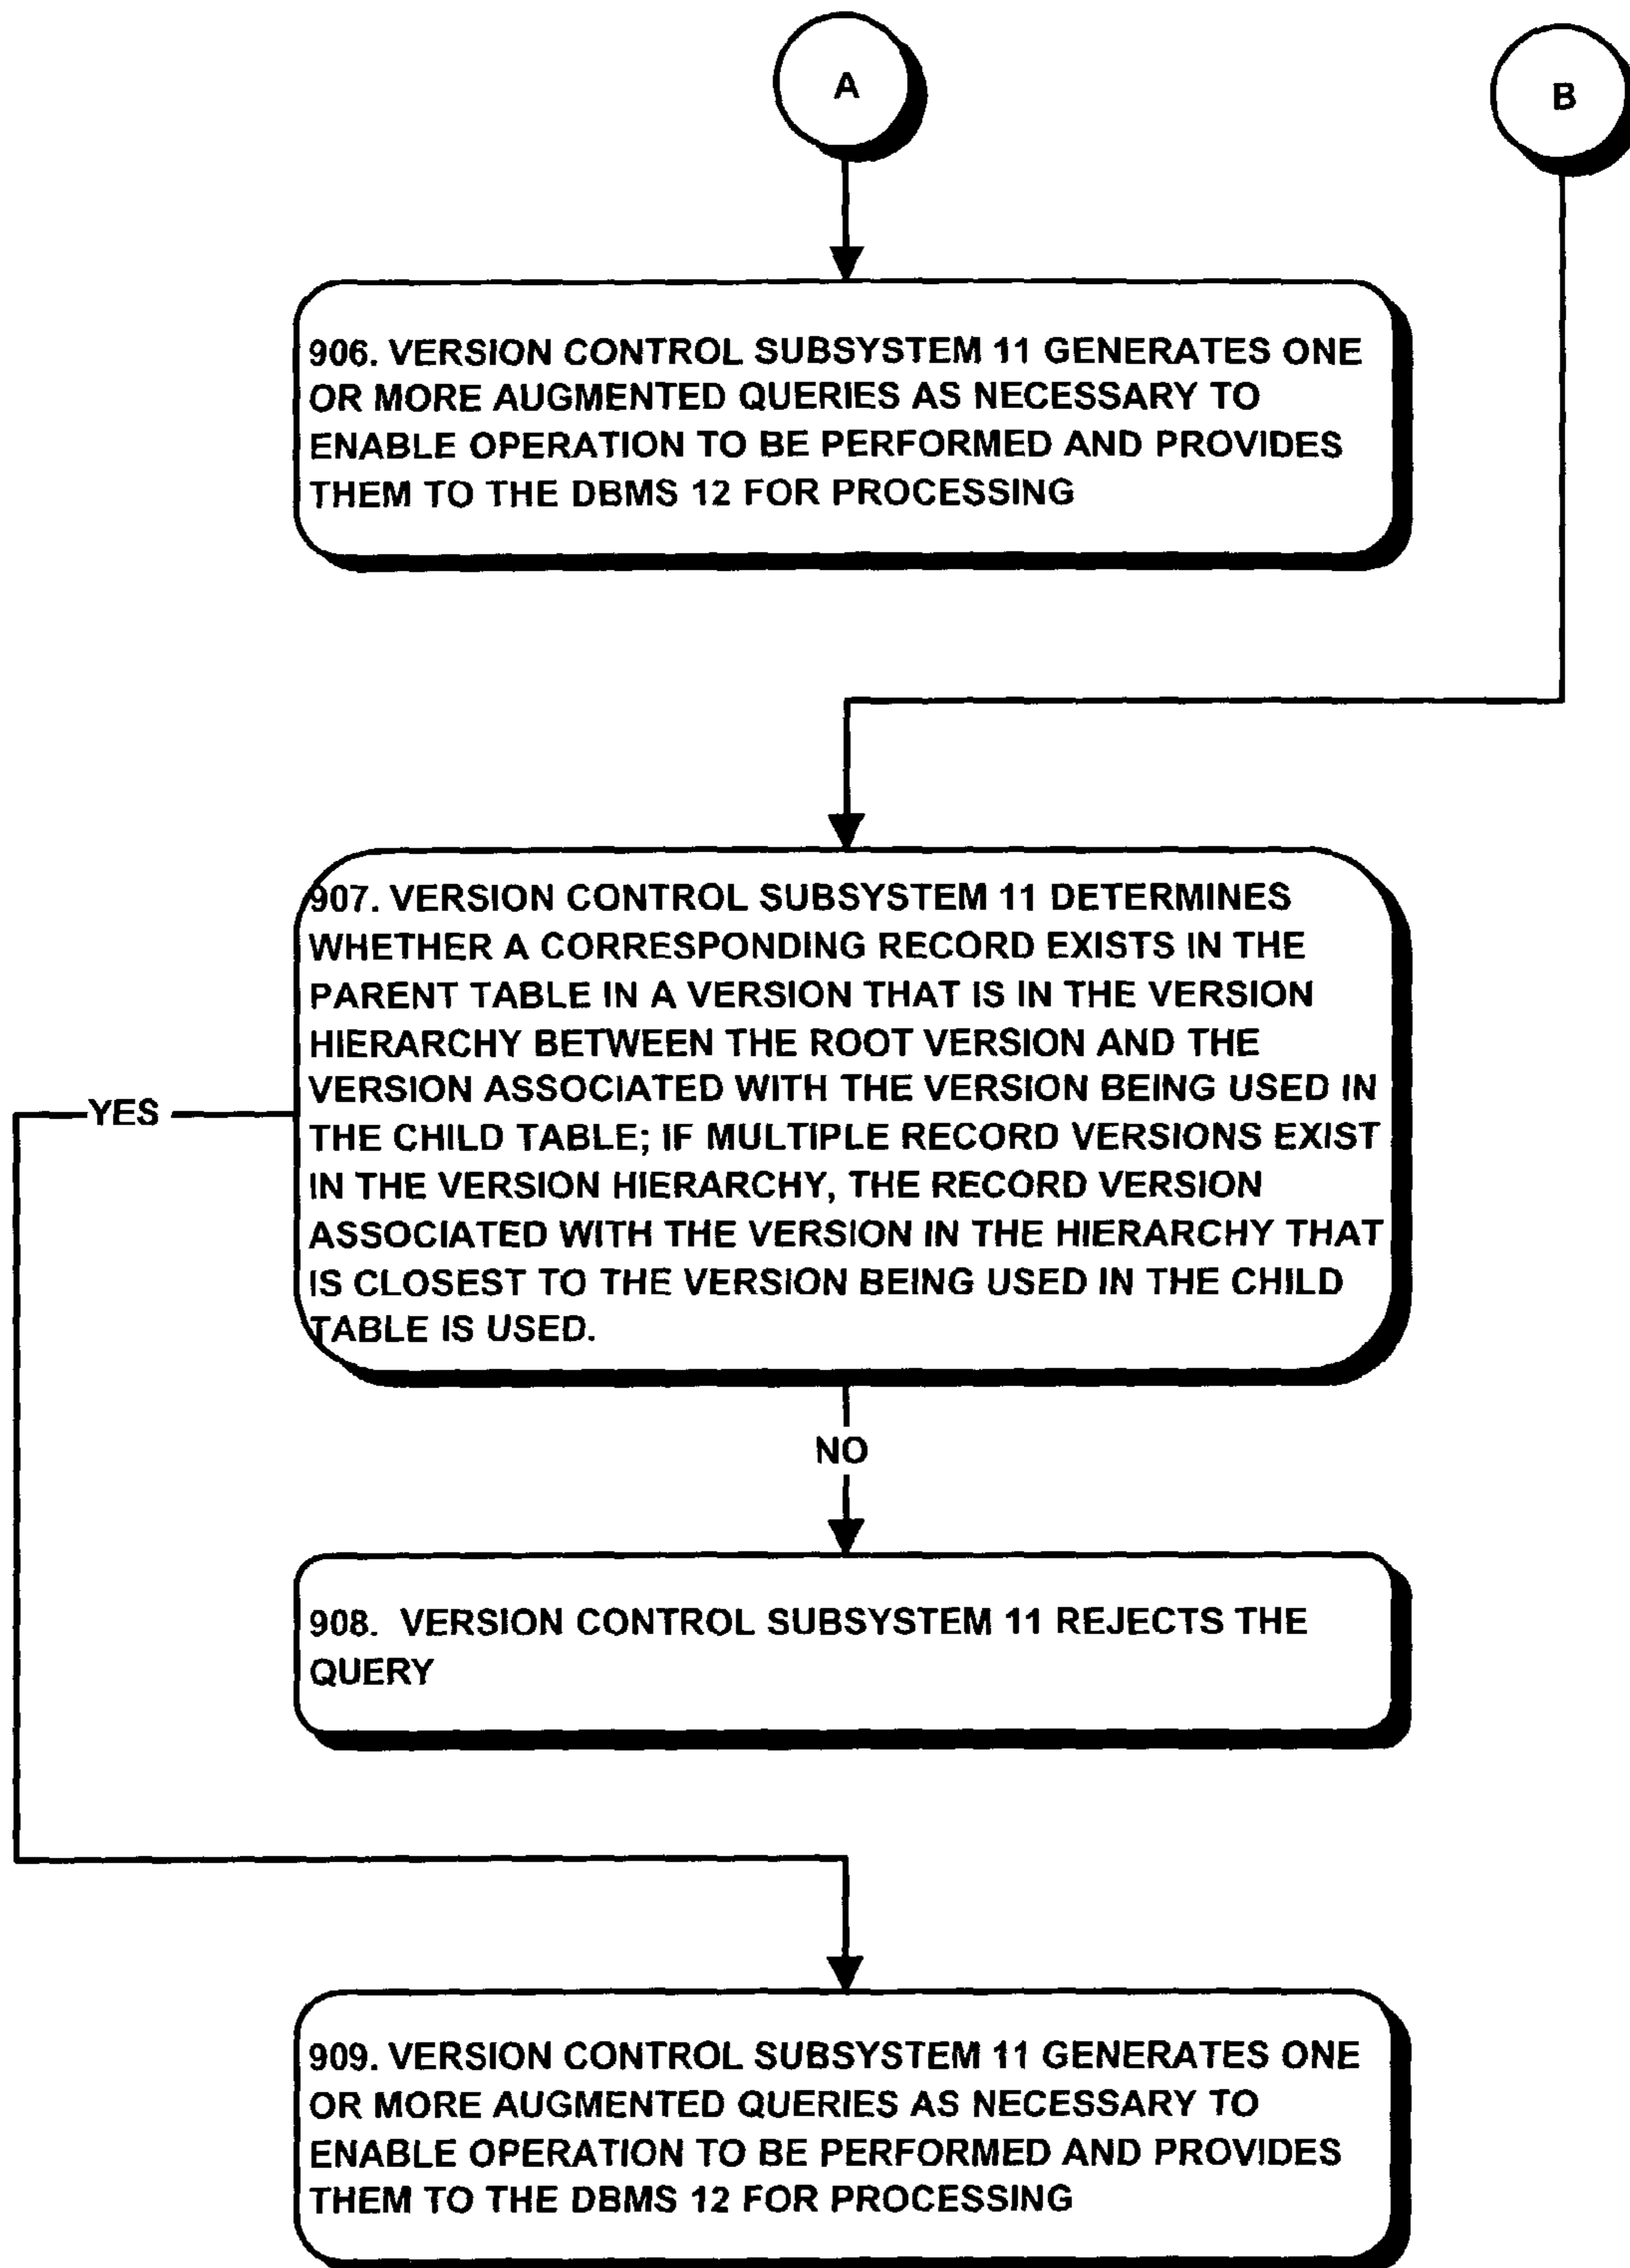 A
B
906. VERSION CONTROL SUBSYSTEM 11 GENERATES ONE
OR MORE AUGMENTED QUERIES AS NECESSARY TO
ENABLE OPERATION TO BE PERFORMED AND PROVIDES
THEM TO THE DBMS 12 FOR PROCESSING
907. VERSION CONTROL SUBSYSTEM 11 DETERMINES
WHETHER A CORRESPONDING RECORD EXISTS IN THE
PARENT TABLE IN A VERSION THAT IS IN THE VERSION
HIERARCHY BETWEEN THE ROOT VERSION AND THE
VERSION ASSOCIATED WITH THE VERSION BEING USED IN
THE CHILD TABLE; IF MULTIPLE RECORD VERSIONS EXIST
IN THE VERSION HIERARCHY, THE RECORD VERSION
ASSOCIATED WITH THE VERSION IN THE HIERARCHY THAT
IS CLOSEST TO THE VERSION BEING USED IN THE CHILD
TABLE IS USED.
YES
NO
908. VERSION CONTROL SUBSYSTEM 11 REJECTS THE
QUERY
909. VERSION CONTROL SUBSYSTEM 11 GENERATES ONE
OR MORE AUGMENTED QUERIES AS NECESSARY TO
ENABLE OPERATION TO BE PERFORMED AND PROVIDES
THEM TO THE DBMS 12 FOR PROCESSING